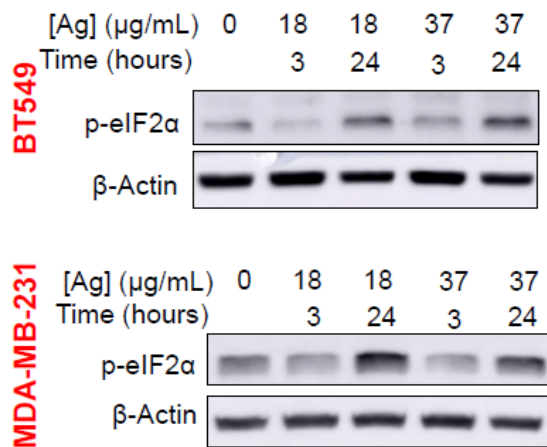 BT549
[Ag] (µg/mL) 0 18 18 37 37
Time (hours) 3 24 3 24
p-eIF2α
β-Actin
MDA-MB-231
[Ag] (µg/mL) 0 18 18 37 37
Time (hours) 3 24 3 24
p-eIF2α
β-Actin